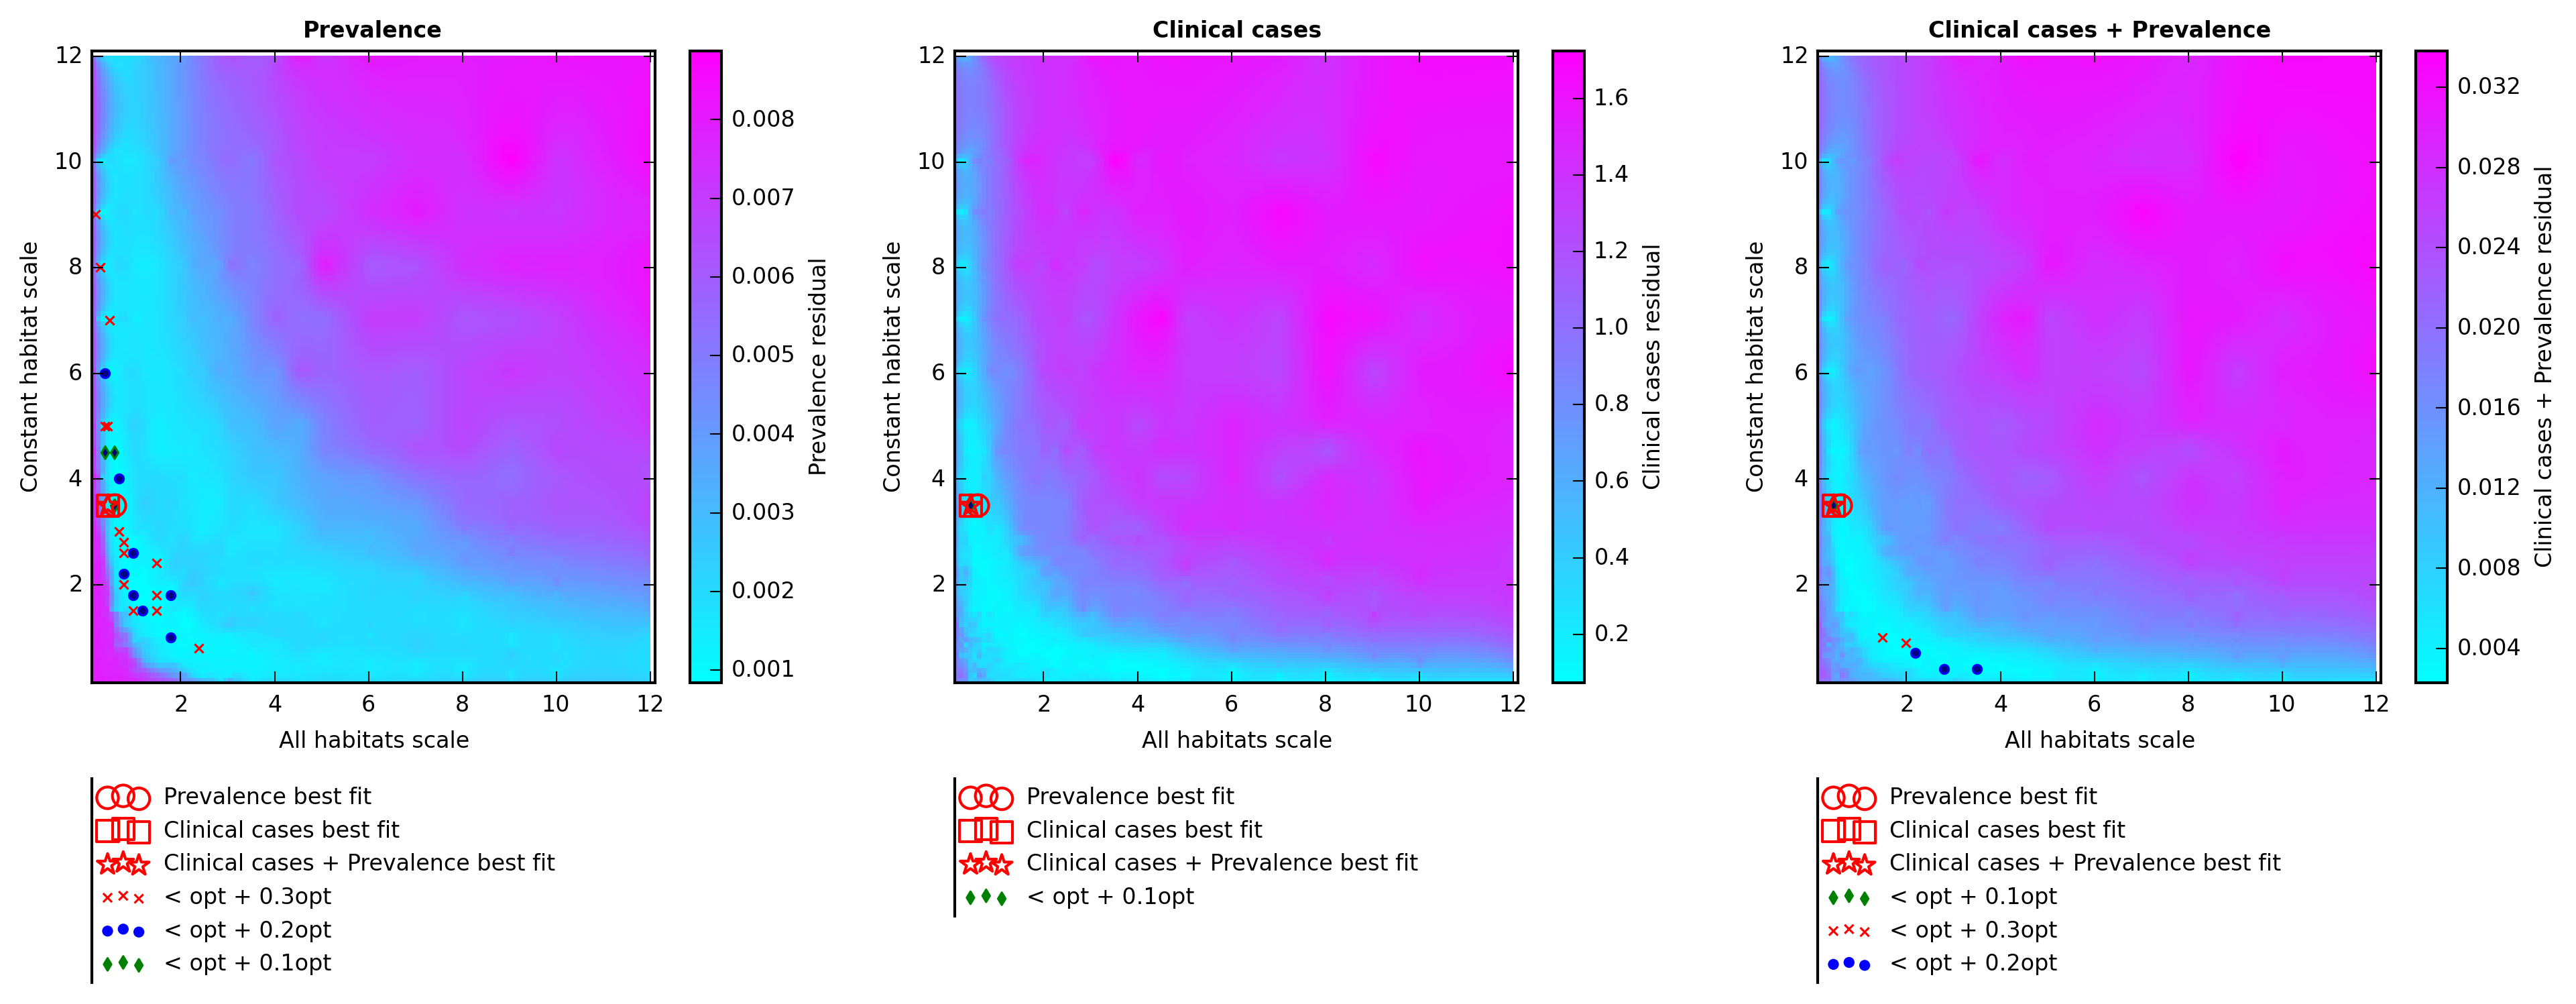 Prevalence
12
10
8
6
4
2
Constant habitat scale
2 4 6 8 10 12
All habitats scale
0.008
0.007
0.006
0.005
0.004
0.003
0.002
0.001
Prevalence residual
Prevalence best fit
Clinical cases best fit
Clinical cases + Prevalence best fit
< opt + 0.3opt
< opt + 0.2opt
< opt + 0.1opt
Clinical cases
12
10
8
6
4
2
Constant habitat scale
2 4 6 8 10 12
All habitats scale
1.6
1.4
1.2
1.0
0.8
0.6
0.4
0.2
Clinical cases residual
Prevalence best fit
Clinical cases best fit
Clinical cases + Prevalence best fit
< opt + 0.1opt
Clinical cases + Prevalence
12
10
8
6
4
2
Constant habitat scale
2 4 6 8 10 12
All habitats scale
0.032
0.028
0.024
0.020
0.016
0.012
0.008
0.004
Clinical cases + Prevalence residual
Prevalence best fit
Clinical cases best fit
Clinical cases + Prevalence best fit
< opt + 0.1opt
< opt + 0.3opt
< opt + 0.2opt